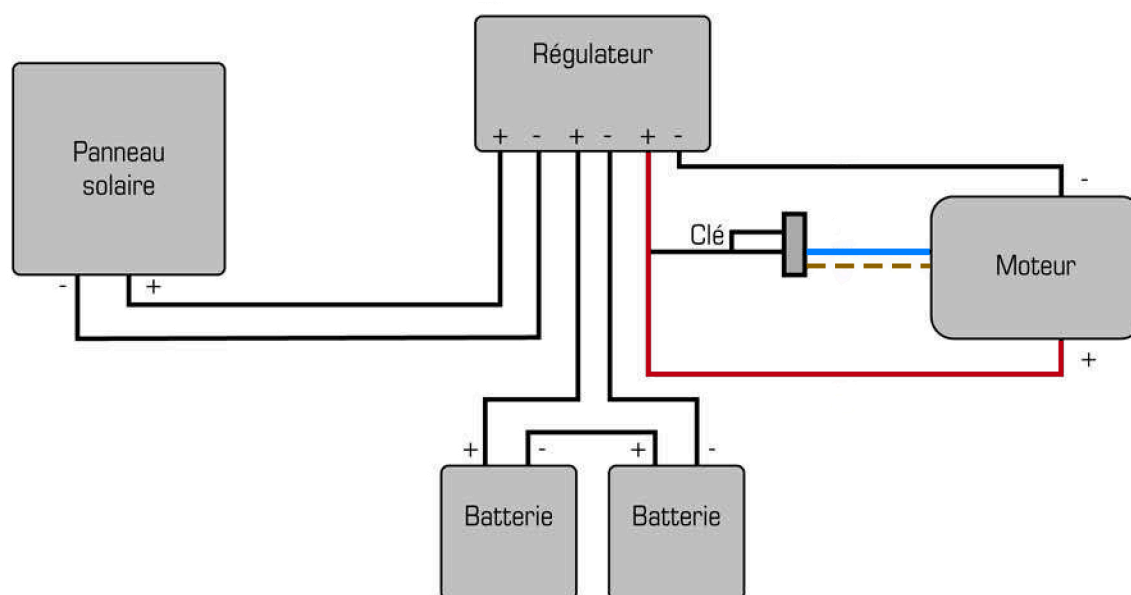 Régulateur
+ - + - + -
Panneau
solaire
-
Clé
Moteur
- +
+
+ - + -
Batterie Batterie